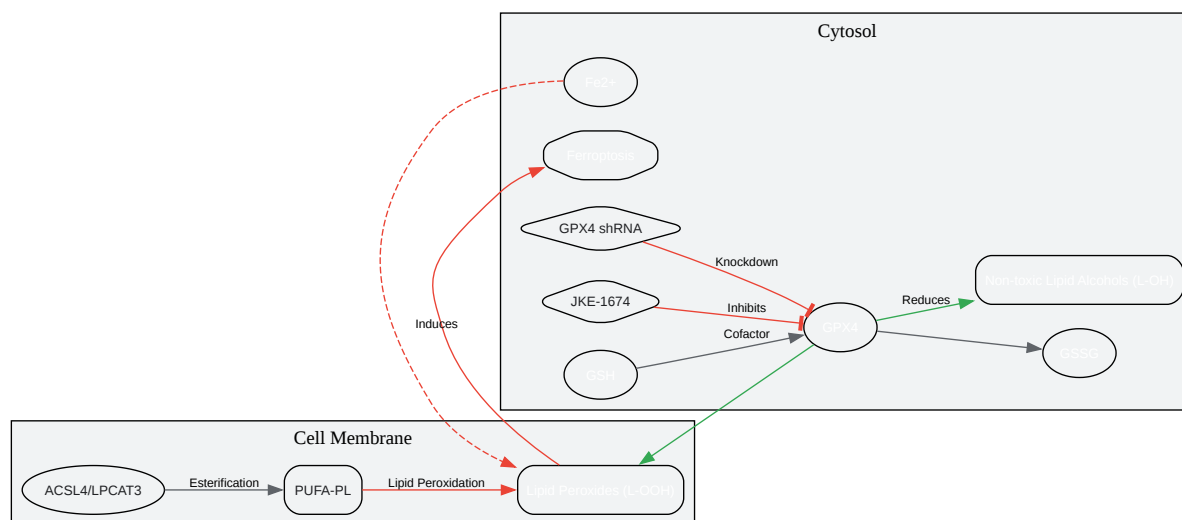 Cytosol
Fe2+
Ferroptosis
GPX4 shRNA
Knockdown
JKE-1674
Inhibits
Non-toxic Lipid Alcohols (L-OH)
Reduces
Induces
Cofactor
GPX4
GSSG
GSH
Cell Membrane
ACSL4/LPCAT3
Esterification
PUFA-PL
Lipid Peroxidation
Lipid Peroxides (L-OOH)